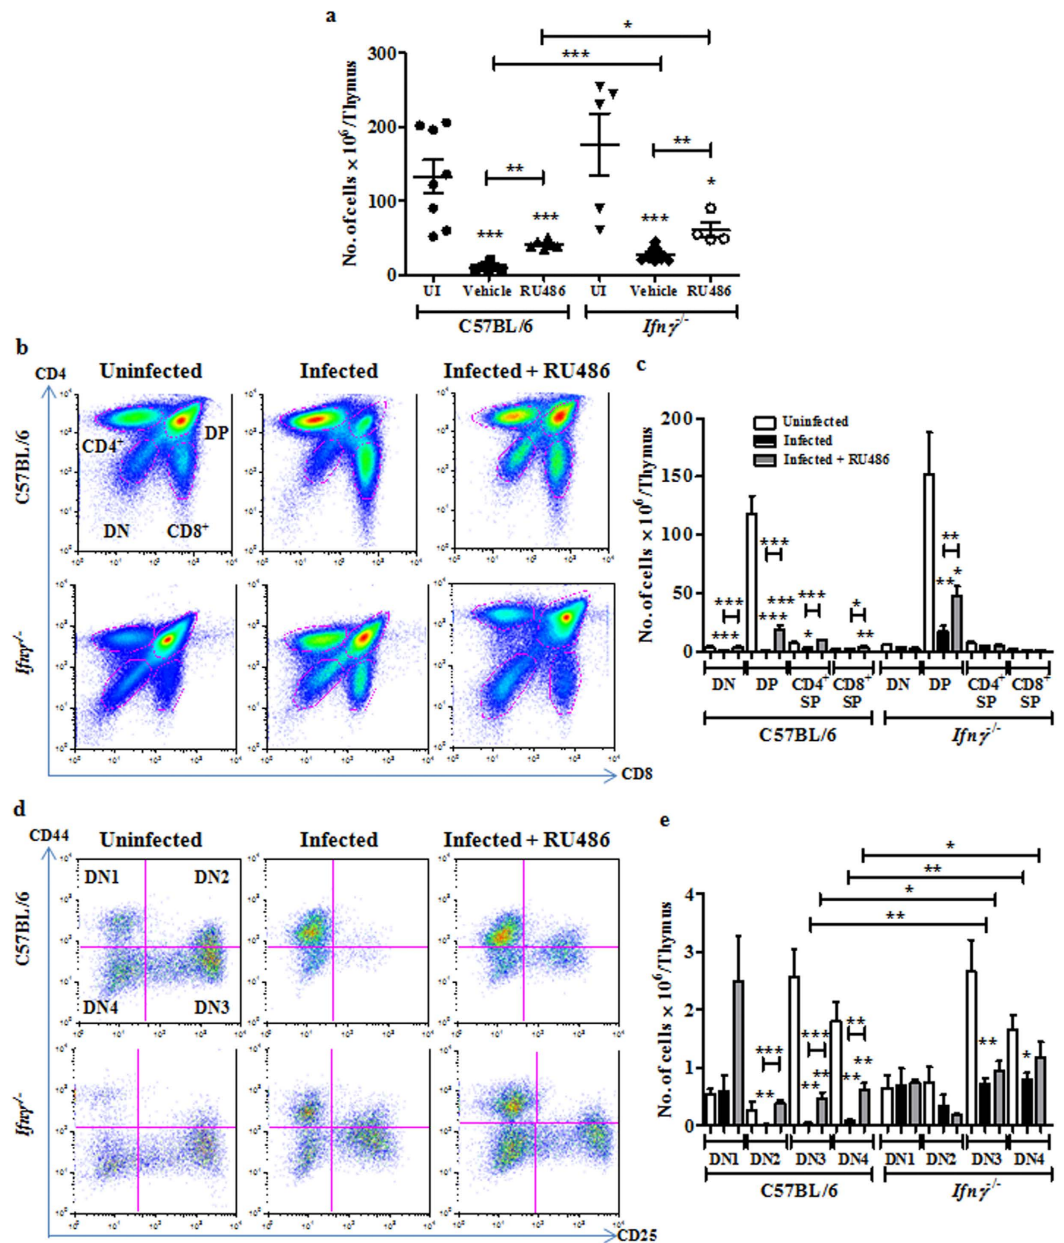 a
*
***
300
200
100
0
No. of cells × 10⁶/Thymus
** **
*** *** *** *
UI Vehicle RU486 UI Vehicle RU486
C57BL/6 Ifnγ-/-
b
CD4
Uninfected Infected Infected + RU486
C57BL/6
CD4⁺ DP
DN CD8⁺
Ifnγ-/-
CD8
c
200
150
100
50
0
No. of cells × 10⁶/Thymus
Uninfected
Infected
Infected + RU486
*** **
** *
*** *** *** *
*** *** * **
DN DP CD4⁺ SP CD8⁺ SP DN DP CD4⁺ SP CD8⁺ SP
C57BL/6 Ifnγ-/-
d
CD44
Uninfected Infected Infected + RU486
C57BL/6
DN1 DN2
DN4 DN3
Ifnγ-/-
CD25
e
*
**
*
**
4
3
2
1
0
No. of cells × 10⁶/Thymus
*** *** **
** ** ** ** ** ** *
DN1 DN2 DN3 DN4 DN1 DN2 DN3 DN4
C57BL/6 Ifnγ-/-